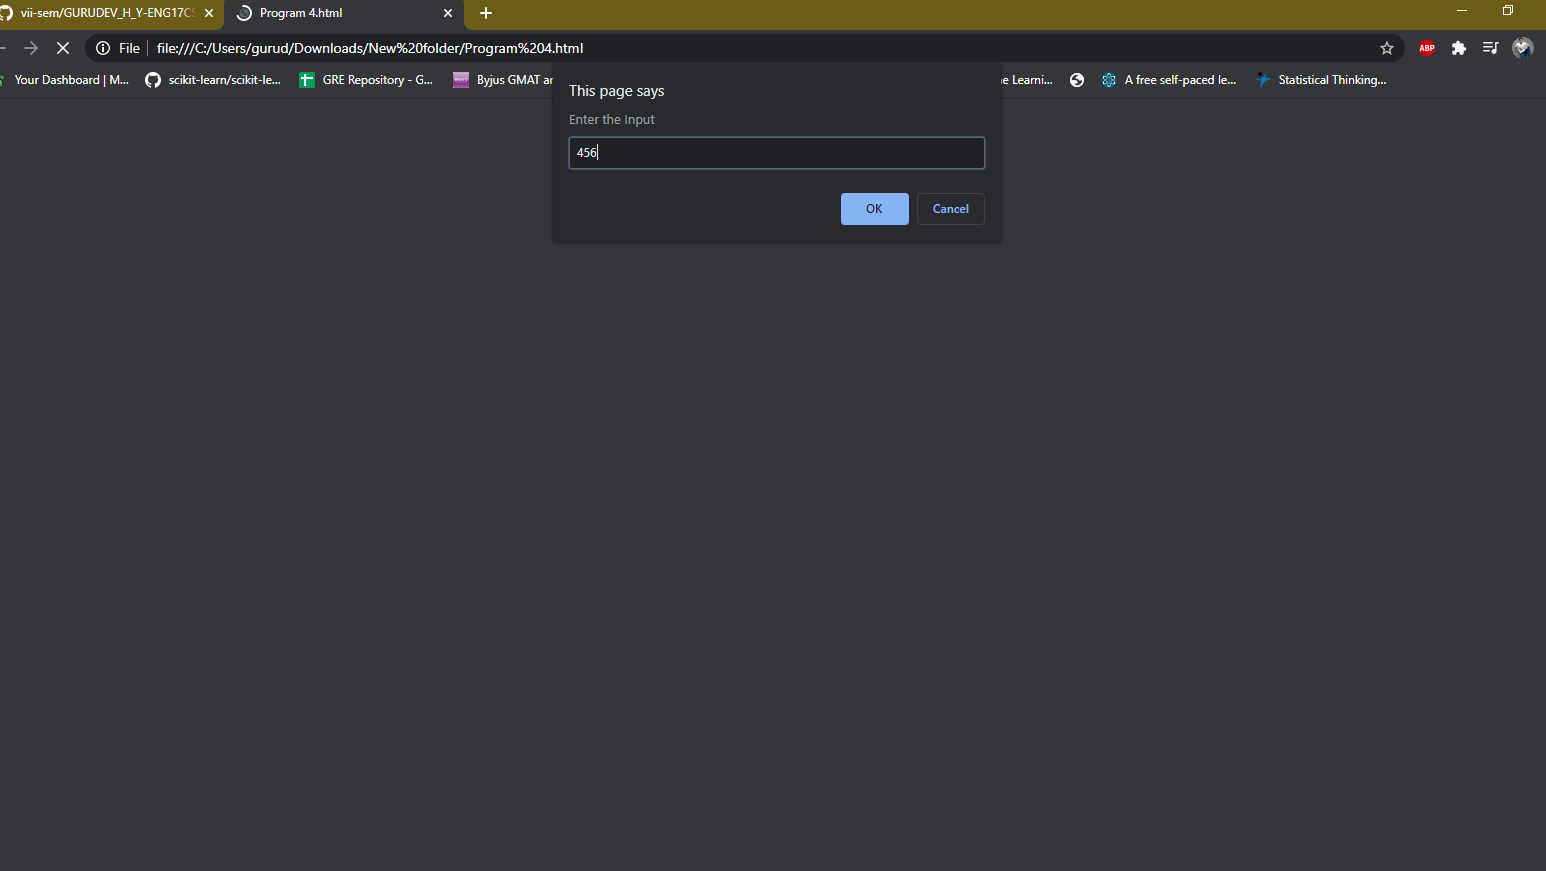 vii-sem/GURUDEV_H_Y-ENG17CS
Program 4.html
File
file:///C:/Users/gurud/Downloads/New%20folder/Program%204.html
ABP
Your Dashboard | M...
scikit-learn/scikit-le...
GRE Repository - G...
Byjus GMAT an
e Learni...
A free self-paced le...
Statistical Thinking...
This page says
Enter the Input
456
OK
Cancel